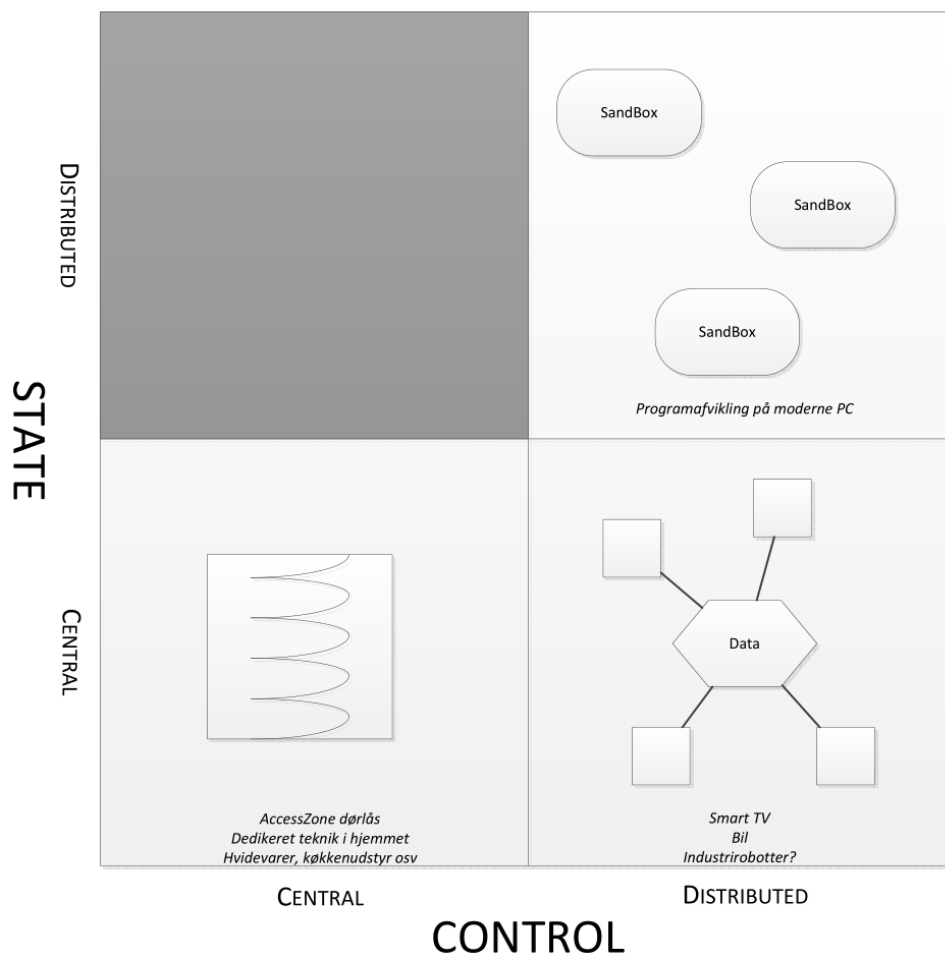 SandBox
SandBox
SandBox
Programafvikling på moderne PC
DISTRIBUTED
STATE
CENTRAL
Data
AccessZone dørlås
Dedikeret teknik i hjemmet
Hvidevarer, køkkenudstyr osv
Smart TV
Bil
Industrirobotter?
CENTRAL
DISTRIBUTED
CONTROL